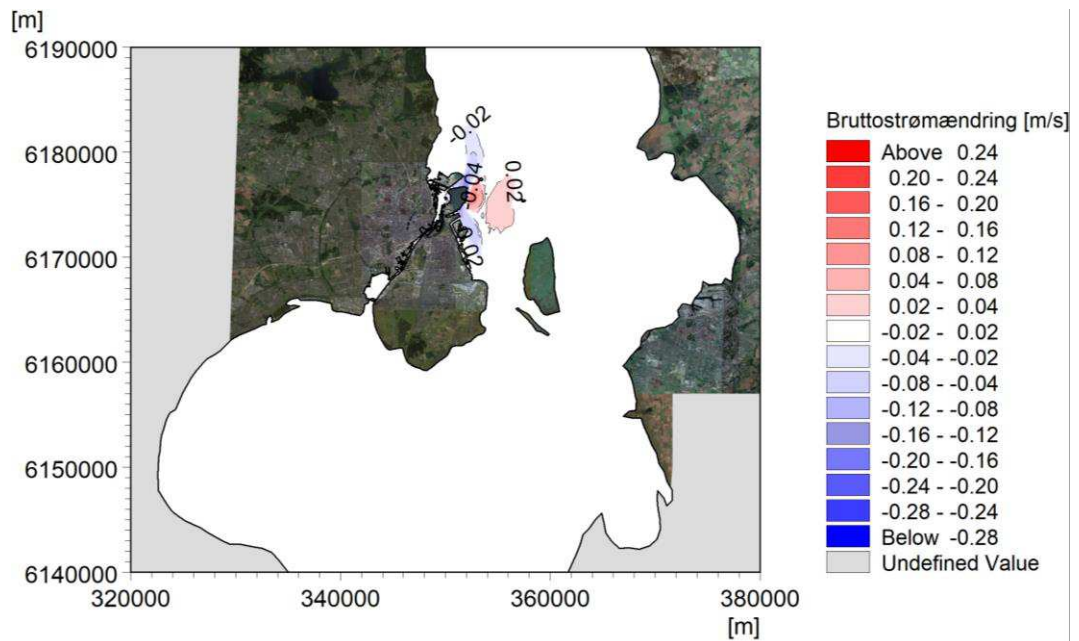 [m]
6190000
6180000
6170000
6160000
6150000
6140000
320000
340000
360000
380000
[m]
-0.02
-0.04
0.02
-0.02
Bruttostrømændring [m/s]
Above 0.24
0.20 - 0.24
0.16 - 0.20
0.12 - 0.16
0.08 - 0.12
0.04 - 0.08
0.02 - 0.04
-0.02 - 0.02
-0.04 - -0.02
-0.08 - -0.04
-0.12 - -0.08
-0.16 - -0.12
-0.20 - -0.16
-0.24 - -0.20
-0.28 - -0.24
Below -0.28
Undefined Value